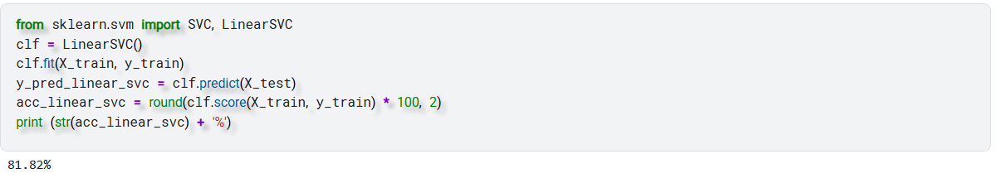 from sklearn.svm import SVC, LinearSVC
clf = LinearSVC()
clf.fit(X_train, y_train)
y_pred_linear_svc = clf.predict(X_test)
acc_linear_svc = round(clf.score(X_train, y_train) * 100, 2)
print (str(acc_linear_svc) + '%')
81.82%